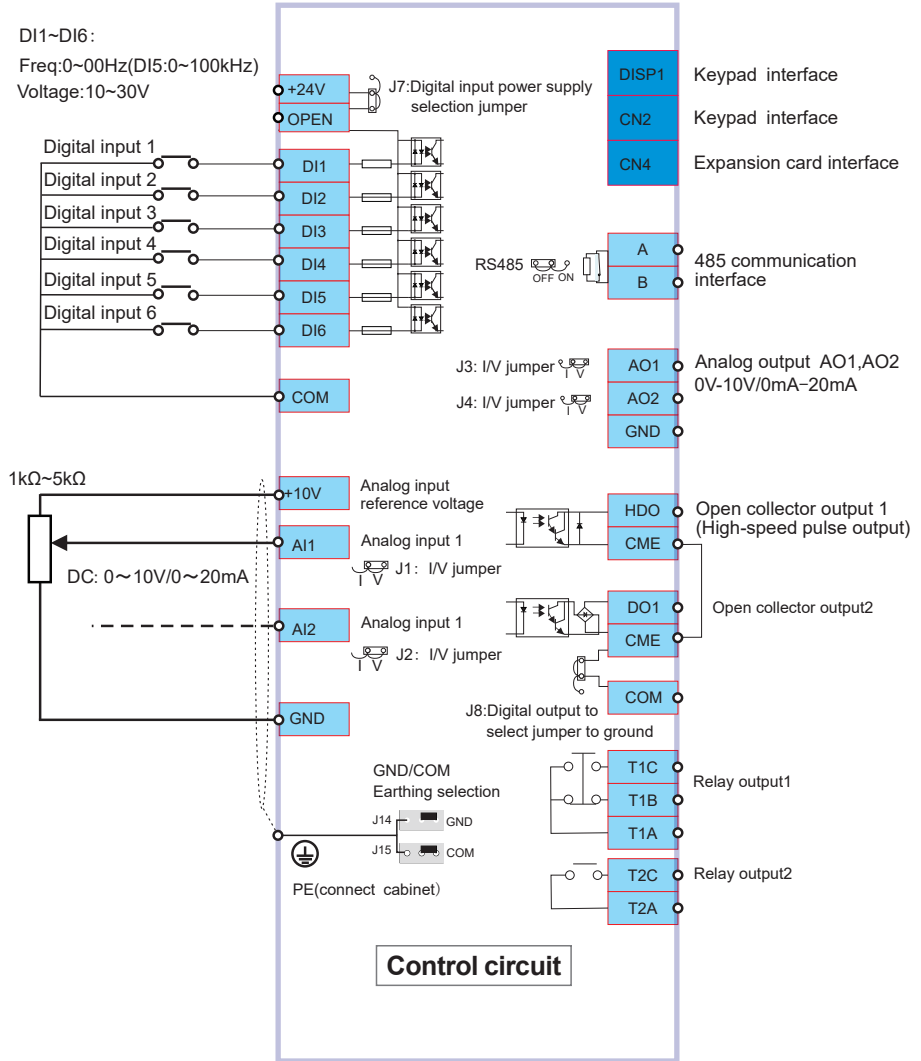 DI1~DI6:
Freq:0~00Hz(DI5:0~100kHz)
Voltage:10~30V
+24V
OPEN
J7:Digital input power supply
selection jumper
Digital input 1
DI1
Digital input 2
DI2
Digital input 3
DI3
Digital input 4
DI4
Digital input 5
DI5
Digital input 6
DI6
COM
1kΩ~5kΩ
+10V
Analog input
reference voltage
AI1
Analog input 1
I V
J1: I/V jumper
DC: 0～10V/0～20mA
AI2
Analog input 1
I V
J2: I/V jumper
GND
GND/COM
Earthing selection
J14
GND
J15
COM
PE(connect cabinet)
DISP1
Keypad interface
CN2
Keypad interface
CN4
Expansion card interface
RS485
OFF ON
A
B
485 communication
interface
J3: I/V jumper
I V
AO1
Analog output AO1,AO2
0V-10V/0mA−20mA
J4: I/V jumper
I V
AO2
GND
HDO
Open collector output 1
(High-speed pulse output)
CME
DO1
Open collector output2
CME
COM
J8:Digital output to
select jumper to ground
T1C
Relay output1
T1B
T1A
T2C
Relay output2
T2A
Control circuit